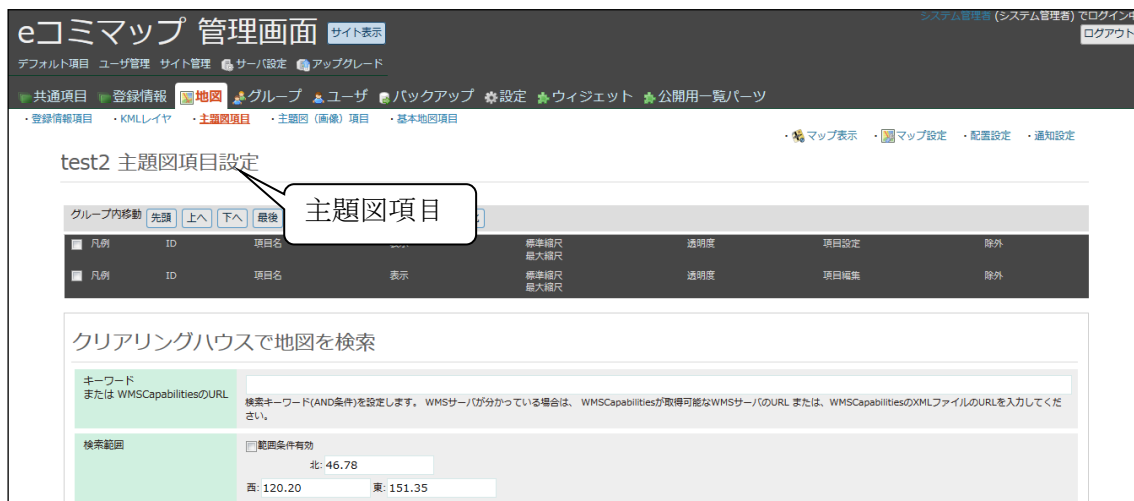 システム管理者 (システム管理者) でログイン中
eコミマップ 管理画面 サイト表示
ログアウト
デフォルト項目 ユーザ管理 サイト管理 サーバ設定 アップグレード
共通項目 登録情報 地図 グループ ユーザ バックアップ 設定 ウィジェット 公開用一覧パーツ
・登録情報項目 ・KMLレイヤ ・主題図項目 ・主題図（画像）項目 ・基本地図項目
・マップ表示 ・マップ設定 ・配置設定 ・通知設定
test2 主題図項目設定
主題図項目
グループ内移動 先頭 上へ 下へ 最後
凡例 ID 項目名 標準縮尺 透明度 項目設定 除外
最大縮尺
凡例 ID 項目名 表示 標準縮尺 透明度 項目編集 除外
最大縮尺
クリアリングハウスで地図を検索
キーワード
または WMSCapabilitiesのURL
検索キーワード(AND条件)を設定します。 WMSサーバが分かっている場合は、 WMSCapabilitiesが取得可能なWMSサーバのURL または、WMSCapabilitiesのXMLファイルのURLを入力してくだ
さい。
検索範囲
範囲条件有効
北: 46.78
西: 120.20 東: 151.35